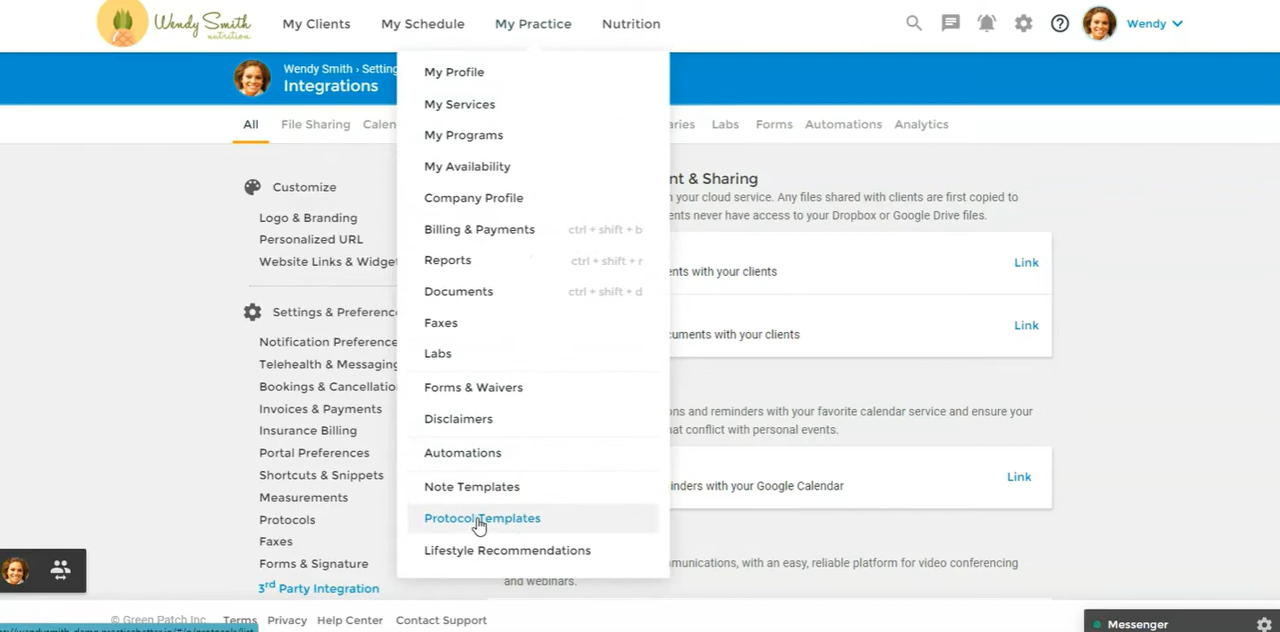 Wendy Smith
nutrition
My Clients
My Schedule
My Practice
Nutrition
Wendy
Wendy Smith › Setting
Integrations
All
File Sharing
Calen
aries
Labs
Forms
Automations
Analytics
My Profile
My Services
My Programs
My Availability
Company Profile
Billing & Payments ctrl + shift + b
Reports ctrl + shift + r
Documents ctrl + shift + d
Faxes
Labs
Forms & Waivers
Disclaimers
Automations
Note Templates
Protocol Templates
Lifestyle Recommendations
Customize
Logo & Branding
Personalized URL
Website Links & Widget
Settings & Preference
Notification Preference
Telehealth & Messaging
Bookings & Cancellatio
Invoices & Payments
Insurance Billing
Portal Preferences
Shortcuts & Snippets
Measurements
Protocols
Faxes
Forms & Signature
3rd Party Integration
nt & Sharing
your cloud service. Any files shared with clients are first copied to
ents never have access to your Dropbox or Google Drive files.
Link
ents with your clients
Link
cuments with your clients
ons and reminders with your favorite calendar service and ensure your
hat conflict with personal events.
Link
inders with your Google Calendar
munications, with an easy, reliable platform for video conferencing
and webinars.
© Green Patch Inc.
Terms
Privacy
Help Center
Contact Support
Messenger